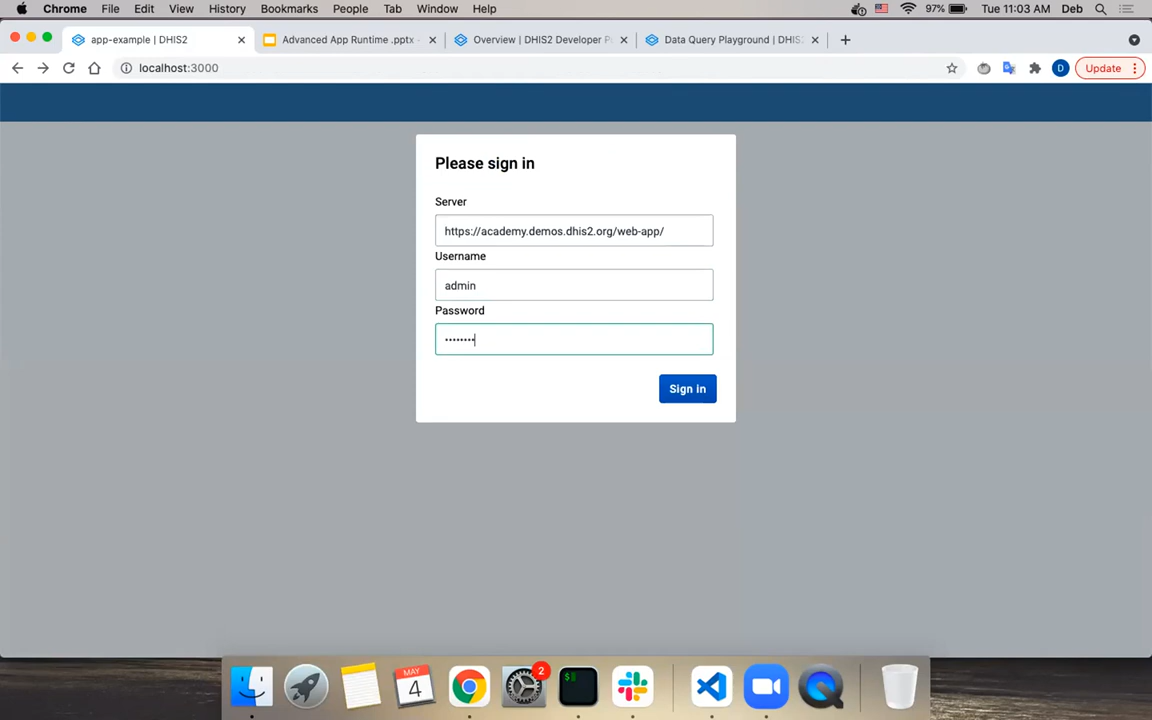 Chrome File Edit View History Bookmarks People Tab Window Help 97% Tue 11:03 AM Deb
app-example | DHIS2 Advanced App Runtime .pptx - Overview | DHIS2 Developer P Data Query Playground | DHIS:
localhost:3000 D Update
Please sign in
Server
https://academy.demos.dhis2.org/web-app/
Username
admin
Password
••••••••
Sign in
2
MAY
4
$